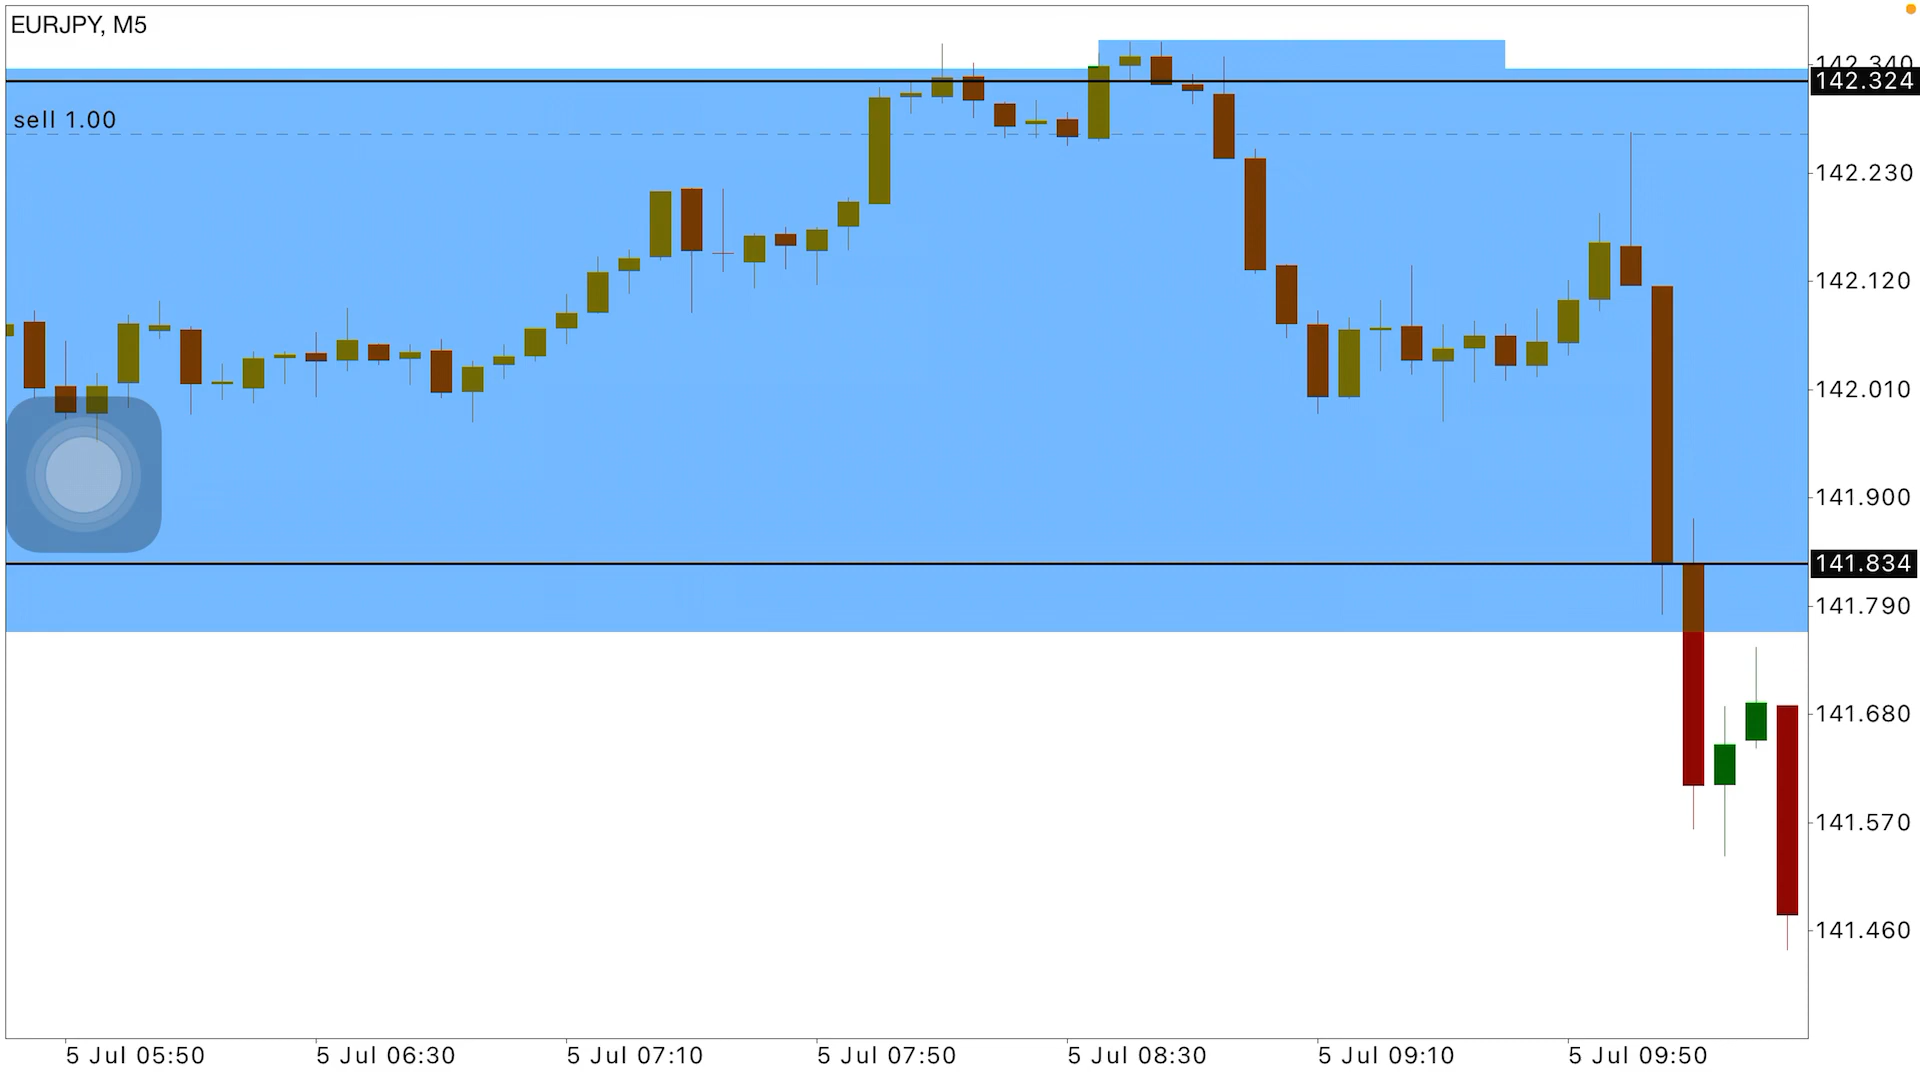 EURJPY, M5
sell 1.00
142.340
142.324
142.230
142.120
142.010
141.900
141.834
141.790
141.680
141.570
141.460
5 Jul 05:50
5 Jul 06:30
5 Jul 07:10
5 Jul 07:50
5 Jul 08:30
5 Jul 09:10
5 Jul 09:50